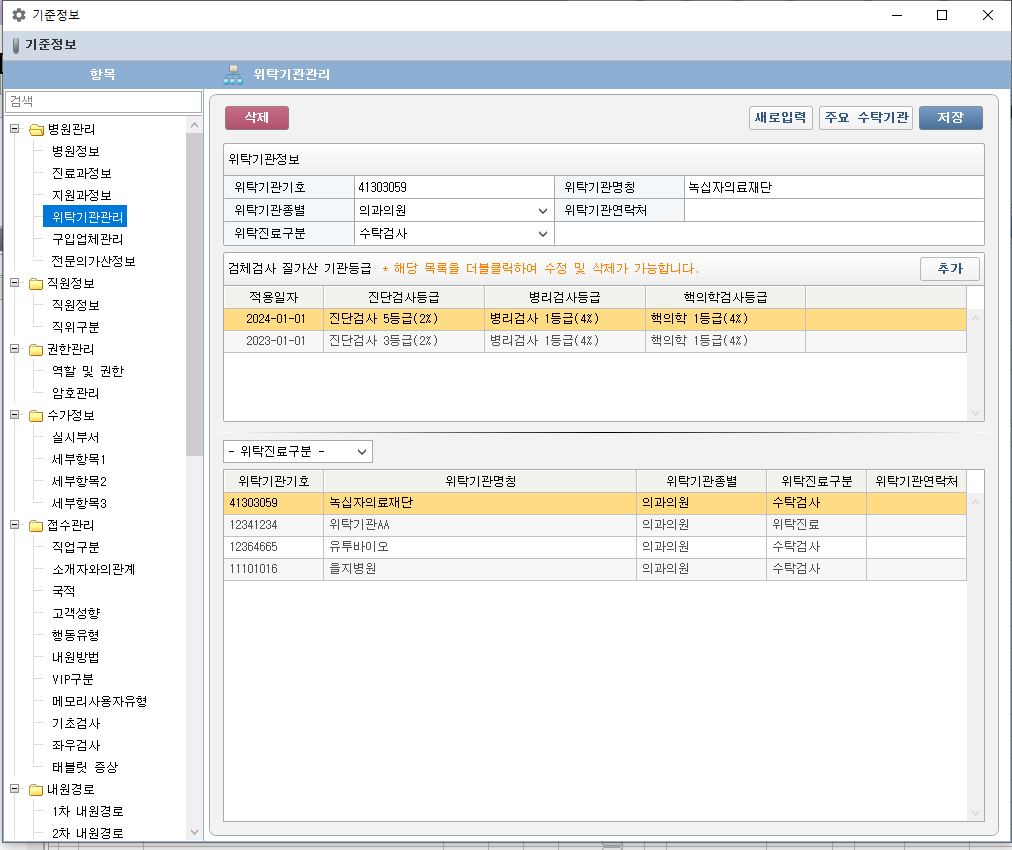 기준정보
기준정보
항목
검색
병원관리
병원정보
진료과정보
지원과정보
위탁기관관리
구입업체관리
전문의가산정보
직원정보
직원정보
직위구분
권한관리
역할 및 권한
암호관리
수가정보
실시부서
세부항목1
세부항목2
세부항목3
접수관리
직업구분
소개자와의관계
국적
고객성향
행동유형
내원방법
VIP구분
메모리사용자유형
기초검사
좌우검사
태블릿 증상
내원경로
1차 내원경로
2차 내원경로
위탁기관관리
삭제 새로입력 주요 수탁기관 저장
위탁기관정보
위탁기관기호 41303059 위탁기관명칭 녹십자의료재단
위탁기관종별 의과의원 위탁기관연락처
위탁진료구분 수탁검사
검체검사 질가산 기관등급 * 해당 목록을 더블클릭하여 수정 및 삭제가 가능합니다. 추가
적용일자 진단검사등급 병리검사등급 핵의학검사등급
2024-01-01 진단검사 5등급(2%) 병리검사 1등급(4%) 핵의학 1등급(4%)
2023-01-01 진단검사 3등급(2%) 병리검사 1등급(4%) 핵의학 1등급(4%)
- 위탁진료구분 -
위탁기관기호 위탁기관명칭 위탁기관종별 위탁진료구분 위탁기관연락처
41303059 녹십자의료재단 의과의원 수탁검사
12341234 위탁기관AA 의과의원 위탁진료
12364665 유투바이오 의과의원 수탁검사
11101016 을지병원 의과의원 수탁검사